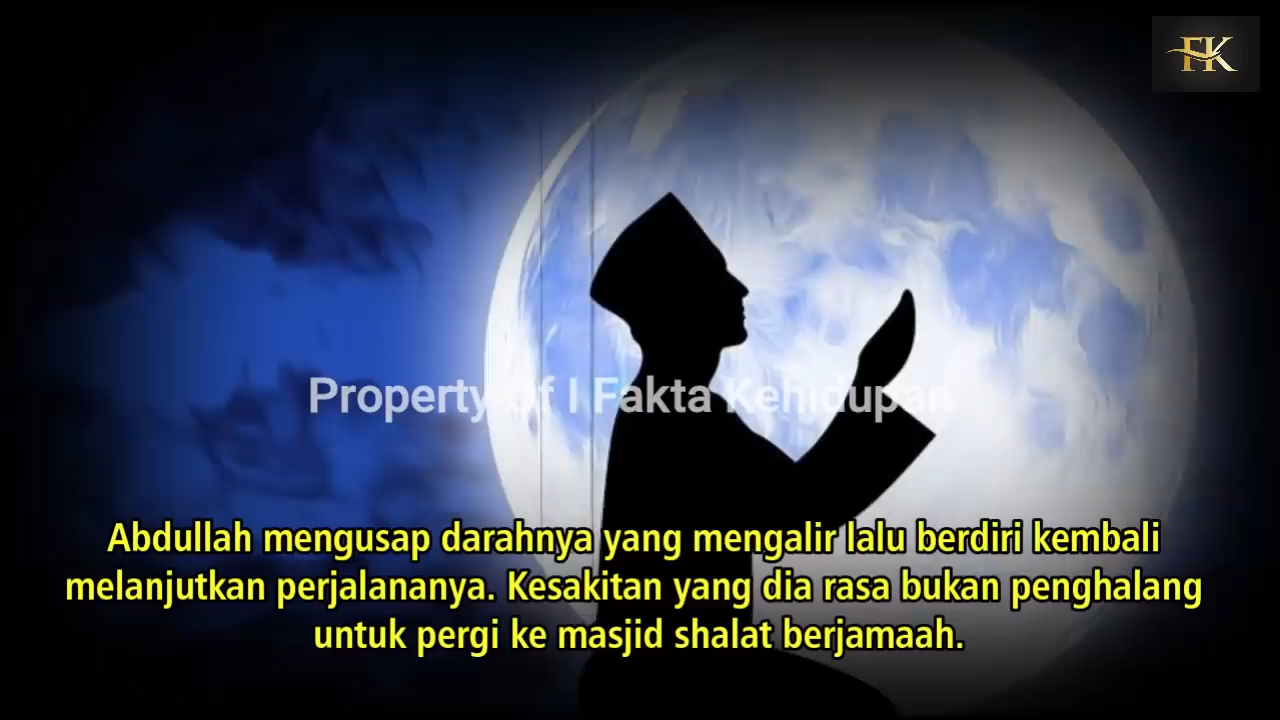 FK
Property Of I Fakta Kehidupan
Abdullah mengusap darahnya yang mengalir lalu berdiri kembali
melanjutkan perjalananya. Kesakitan yang dia rasa bukan penghalang
untuk pergi ke masjid shalat berjamaah.